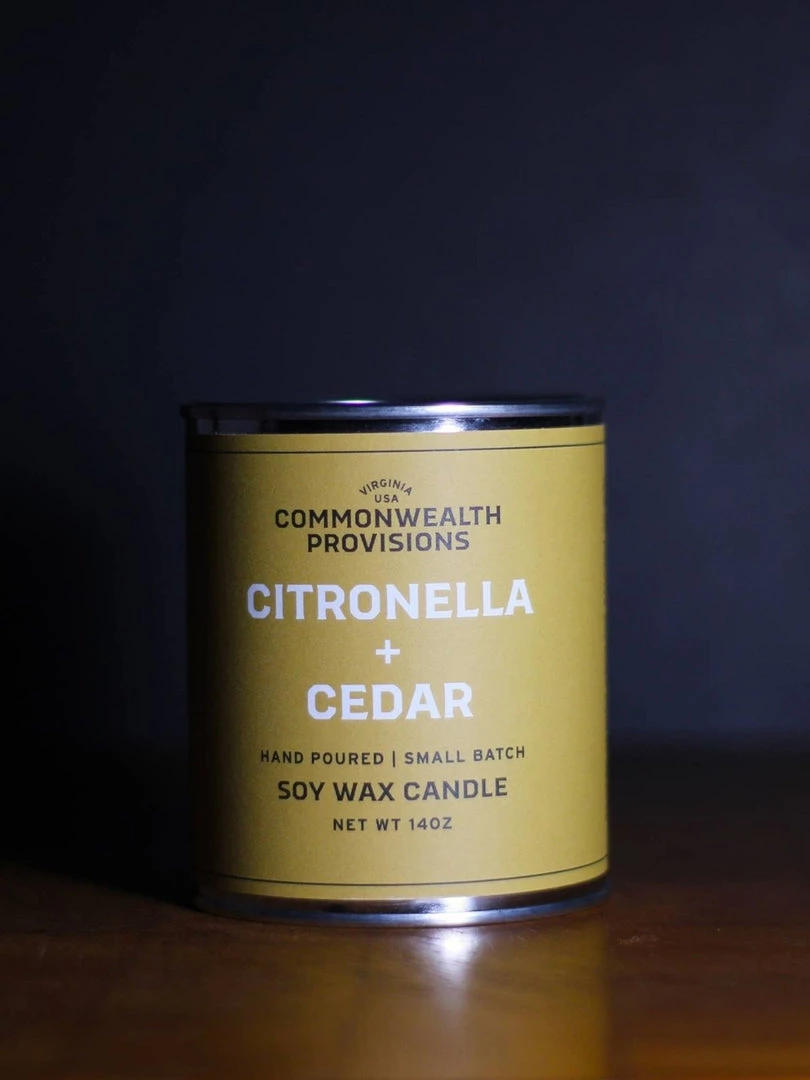 VIRGINIA
USA
COMMONWEALTH
PROVISIONS
CITRONELLA
+
CEDAR
HAND POURED | SMALL BATCH
SOY WAX CANDLE
NET WT 14OZ